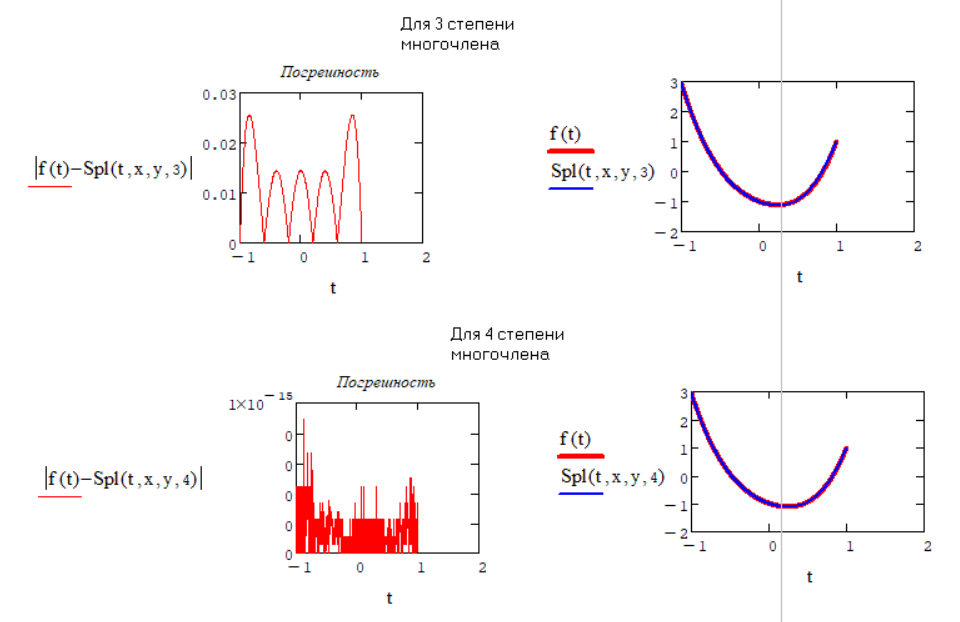 Для 3 степени
многочлена
Погрешность
0.03
0.02
0.01
0
|f(t)−Spl(t,x,y,3)|
−1 0 1 2
t
f(t)
Spl(t,x,y,3)
3
2
1
0
−1
−2
−1 0 1 2
t
Для 4 степени
многочлена
Погрешность
1×10⁻¹⁵
0
0
0
0
0
|f(t)−Spl(t,x,y,4)|
−1 0 1 2
t
f(t)
Spl(t,x,y,4)
3
2
1
0
−1
−2
−1 0 1 2
t